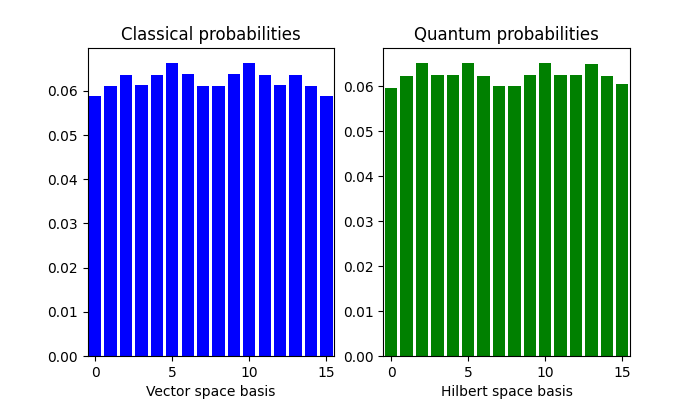 Classical probabilities
0.06
0.05
0.04
0.03
0.02
0.01
0.00
0 5 10 15
Vector space basis
Quantum probabilities
0.06
0.05
0.04
0.03
0.02
0.01
0.00
0 5 10 15
Hilbert space basis